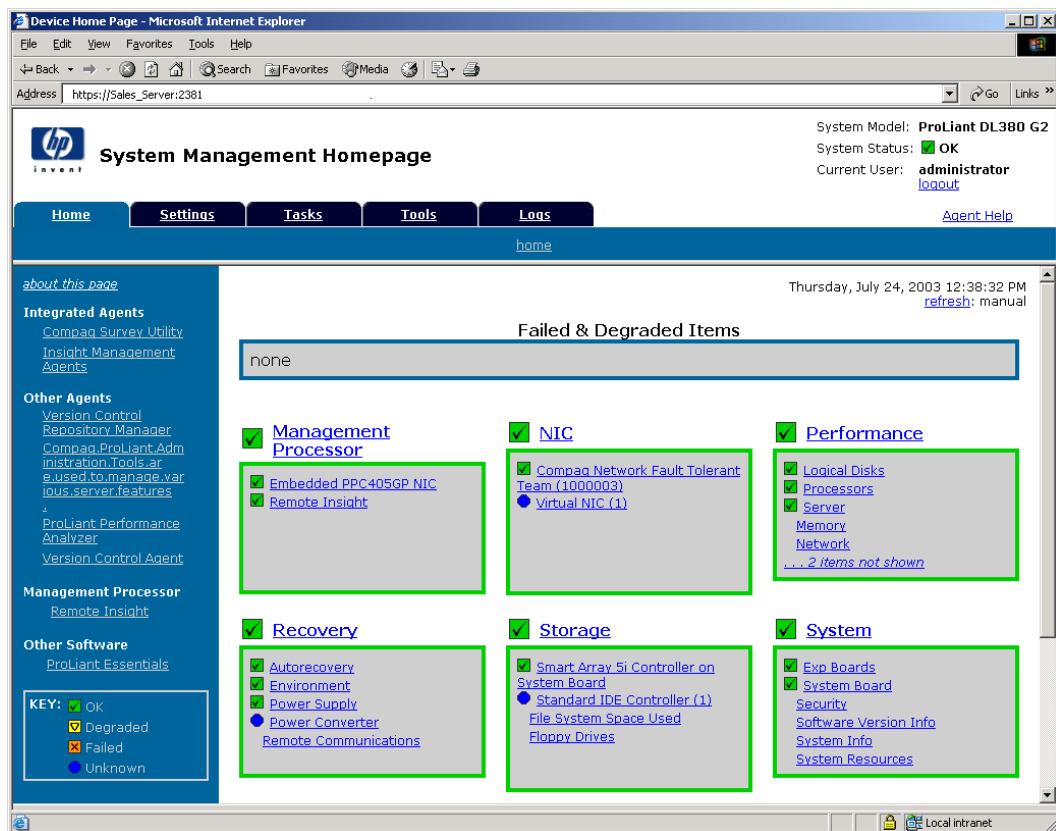 Device Home Page - Microsoft Internet Explorer
File Edit View Favorites Tools Help
Back Search Favorites Media
Address https://Sales_Server:2381 Go Links »
hp
invent
System Management Homepage
System Model: ProLiant DL380 G2
System Status: OK
Current User: administrator
logout
Home Settings Tasks Tools Logs
Agent Help
home
about this page
Integrated Agents
Compaq Survey Utility
Insight Management
Agents
Other Agents
Version Control
Repository Manager
Compaq.ProLiant.Adm
inistration.Tools.ar
e.used.to.manage.var
ious.server.features
.
ProLiant Performance
Analyzer
Version Control Agent
Management Processor
Remote Insight
Other Software
ProLiant Essentials
KEY: OK
Degraded
Failed
Unknown
Thursday, July 24, 2003 12:38:32 PM
refresh: manual
Failed & Degraded Items
none
Management
Processor
Embedded PPC405GP NIC
Remote Insight
NIC
Compaq Network Fault Tolerant
Team (1000003)
Virtual NIC (1)
Performance
Logical Disks
Processors
Server
Memory
Network
. . . 2 items not shown
Recovery
Autorecovery
Environment
Power Supply
Power Converter
Remote Communications
Storage
Smart Array 5i Controller on
System Board
Standard IDE Controller (1)
File System Space Used
Floppy Drives
System
Exp Boards
System Board
Security
Software Version Info
System Info
System Resources
Local intranet